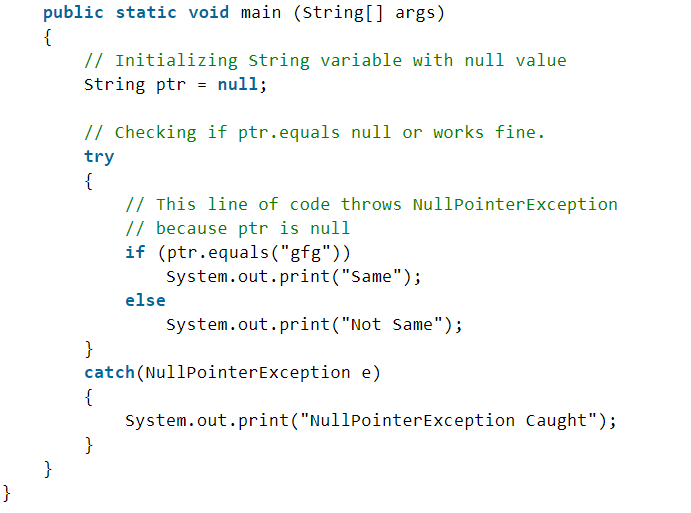 public static void main (String[] args)
{
// Initializing String variable with null value
String ptr = null;
// Checking if ptr.equals null or works fine.
try
{
// This line of code throws NullPointerException
// because ptr is null
if (ptr.equals("gfg"))
System.out.print("Same");
else
System.out.print("Not Same");
}
catch(NullPointerException e)
{
System.out.print("NullPointerException Caught");
}
}
}